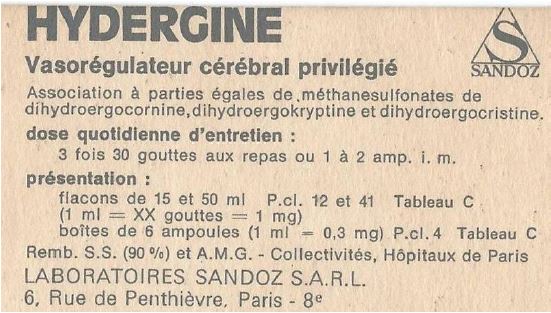 HYDERGINE
S
SANDOZ
Vasorégulateur cérébral privilégié
Association à parties égales de méthanesulfonates de
dihydroergocornine, dihydroergokryptine et dihydroergocristine.
dose quotidienne d'entretien :
3 fois 30 gouttes aux repas ou 1 à 2 amp. i. m.
présentation :
flacons de 15 et 50 ml P.cl. 12 et 41 Tableau C
(1 ml = XX gouttes = 1 mg)
boîtes de 6 ampoules (1 ml = 0,3 mg) P.cl. 4 Tableau C
Remb. S.S. (90 %) et A.M.G. - Collectivités, Hôpitaux de Paris
LABORATOIRES SANDOZ S.A.R.L.
6, Rue de Penthièvre, Paris - 8e